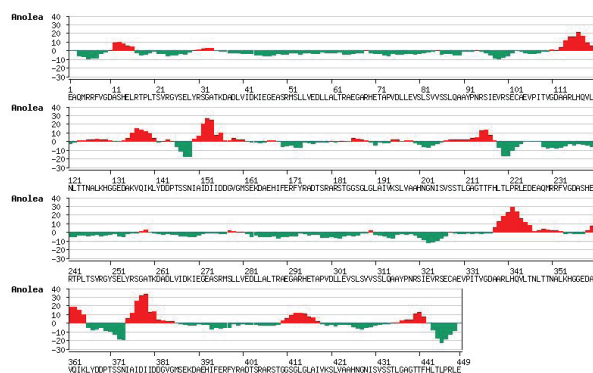 Anolea
40
30
20
10
0
-10
-20
-30
1 11 21 31 41 51 61 71 81 91 101 111
EAQMRRFVGDASHELRTPLTSVRGYSELYRSGATKDADLVIDKIEGEASRMSLLVEDLLALTRAEGARHETAPVDLLEVSLSVVSSLQAAYPNRSIEVRSECAEVPITVGDAARLHQVL
Anolea
40
30
20
10
0
-10
-20
-30
121 131 141 151 161 171 181 191 201 211 221 231
NLTTNALKHGGEDAKVQIKLYDDPTSSNIAIDIIDDGVGMSEKDAEHIFERFYRADTSRARSTGGSGLGLAIVKSLVAAHNGNISVSSTLGAGTTFHLTLPRLEDEAQMRRFVGDASHE
Anolea
40
30
20
10
0
-10
-20
-30
241 251 261 271 281 291 301 311 321 331 341 351
RTPLTSVRGYSELYRSGATKDADLVIDKIEGEASRMSLLVEDLLALTRAEGARHETAPVDLLEVSLSVVSSLQAAYPNRSIEVRSECAEVPITVGDAARLHQVLTNLTTNALKHGGEDA
Anolea
40
30
20
10
0
-10
-20
-30
361 371 381 391 401 411 421 431 441 449
VQIKLYDDPTSSNIAIDIIDDGVGMSEKDAEHIFERFYRADTSRARSTGGSGLGLAIVKSLVAAHNGNISVSSTLGAGTTFHLTLPRLE